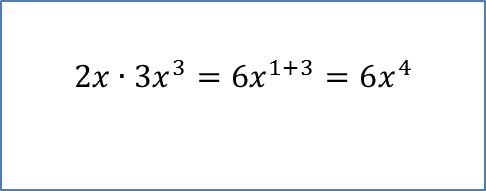 2𝑥 · 3𝑥³ = 6𝑥¹⁺³ = 6𝑥⁴